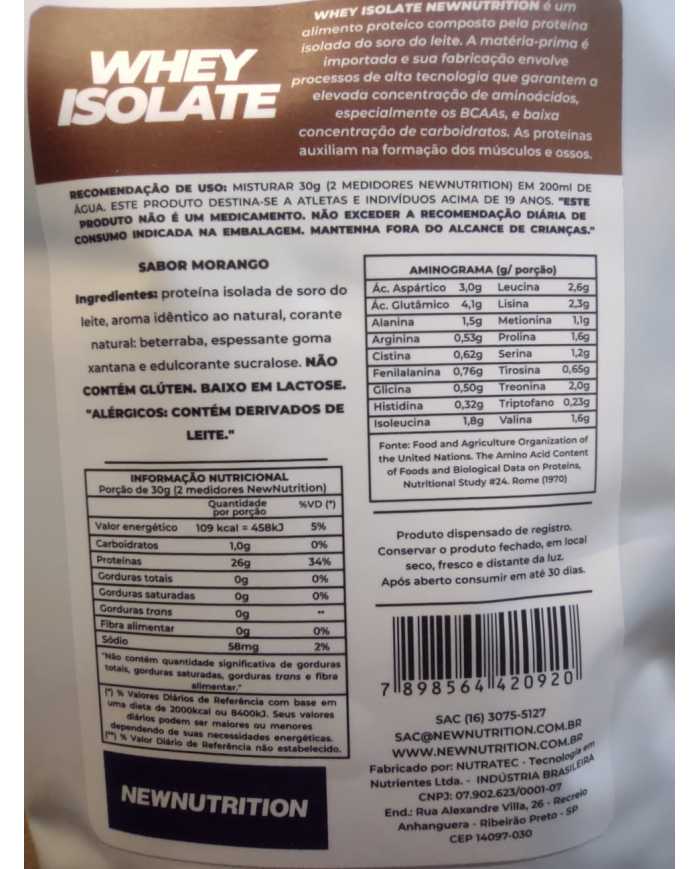 WHEY
ISOLATE
WHEY ISOLATE NEWNUTRITION é um
alimento proteico composto pela proteína
isolada do soro do leite. A matéria-prima é
importada e sua fabricação envolve
processos de alta tecnologia que garantem a
elevada concentração de aminoácidos,
especialmente os BCAAs, e baixa
concentração de carboidratos. As proteínas
auxiliam na formação dos músculos e ossos.
RECOMENDAÇÃO DE USO: MISTURAR 30g (2 MEDIDORES NEWNUTRITION) EM 200ml DE
ÁGUA. ESTE PRODUTO DESTINA-SE A ATLETAS E INDIVÍDUOS ACIMA DE 19 ANOS. "ESTE
PRODUTO NÃO É UM MEDICAMENTO. NÃO EXCEDER A RECOMENDAÇÃO DIÁRIA DE
CONSUMO INDICADA NA EMBALAGEM. MANTENHA FORA DO ALCANCE DE CRIANÇAS."
SABOR MORANGO
Ingredientes: proteína isolada de soro do
leite, aroma idêntico ao natural, corante
natural: beterraba, espessante goma
xantana e edulcorante sucralose. NÃO
CONTÉM GLÚTEN. BAIXO EM LACTOSE.
"ALÉRGICOS: CONTÉM DERIVADOS DE
LEITE."
INFORMAÇÃO NUTRICIONAL
Porção de 30g (2 medidores NewNutrition)
Quantidade
por porção %VD (*)
Valor energético 109 kcal = 458kJ 5%
Carboidratos 1,0g 0%
Proteínas 26g 34%
Gorduras totais 0g 0%
Gorduras saturadas 0g 0%
Gorduras trans 0g **
Fibra alimentar 0g 0%
Sódio 58mg 2%
"Não contém quantidade significativa de gorduras
totais, gorduras saturadas, gorduras trans e fibra
alimentar."
(*) % Valores Diários de Referência com base em
uma dieta de 2000kcal ou 8400kJ. Seus valores
diários podem ser maiores ou menores
dependendo de suas necessidades energéticas.
(**) % Valor Diário de Referência não estabelecido.
NEWNUTRITION
AMINOGRAMA (g/ porção)
Ác. Aspártico 3,0g Leucina 2,6g
Ác. Glutâmico 4,1g Lisina 2,3g
Alanina 1,5g Metionina 1,1g
Arginina 0,53g Prolina 1,6g
Cistina 0,62g Serina 1,2g
Fenilalanina 0,76g Tirosina 0,65g
Glicina 0,50g Treonina 2,0g
Histidina 0,32g Triptofano 0,23g
Isoleucina 1,8g Valina 1,6g
Fonte: Food and Agriculture Organization of
the United Nations. The Amino Acid Content
of Foods and Biological Data on Proteins,
Nutritional Study #24. Rome (1970)
Produto dispensado de registro.
Conservar o produto fechado, em local
seco, fresco e distante da luz.
Após aberto consumir em até 30 dias.
7 898564 420920
SAC (16) 3075-5127
SAC@NEWNUTRITION.COM.BR
WWW.NEWNUTRITION.COM.BR
Fabricado por: NUTRATEC - Tecnologia em
Nutrientes Ltda. - INDÚSTRIA BRASILEIRA
CNPJ: 07.902.623/0001-07
End.: Rua Alexandre Villa, 26 - Recreio
Anhanguera - Ribeirão Preto - SP
CEP 14097-030